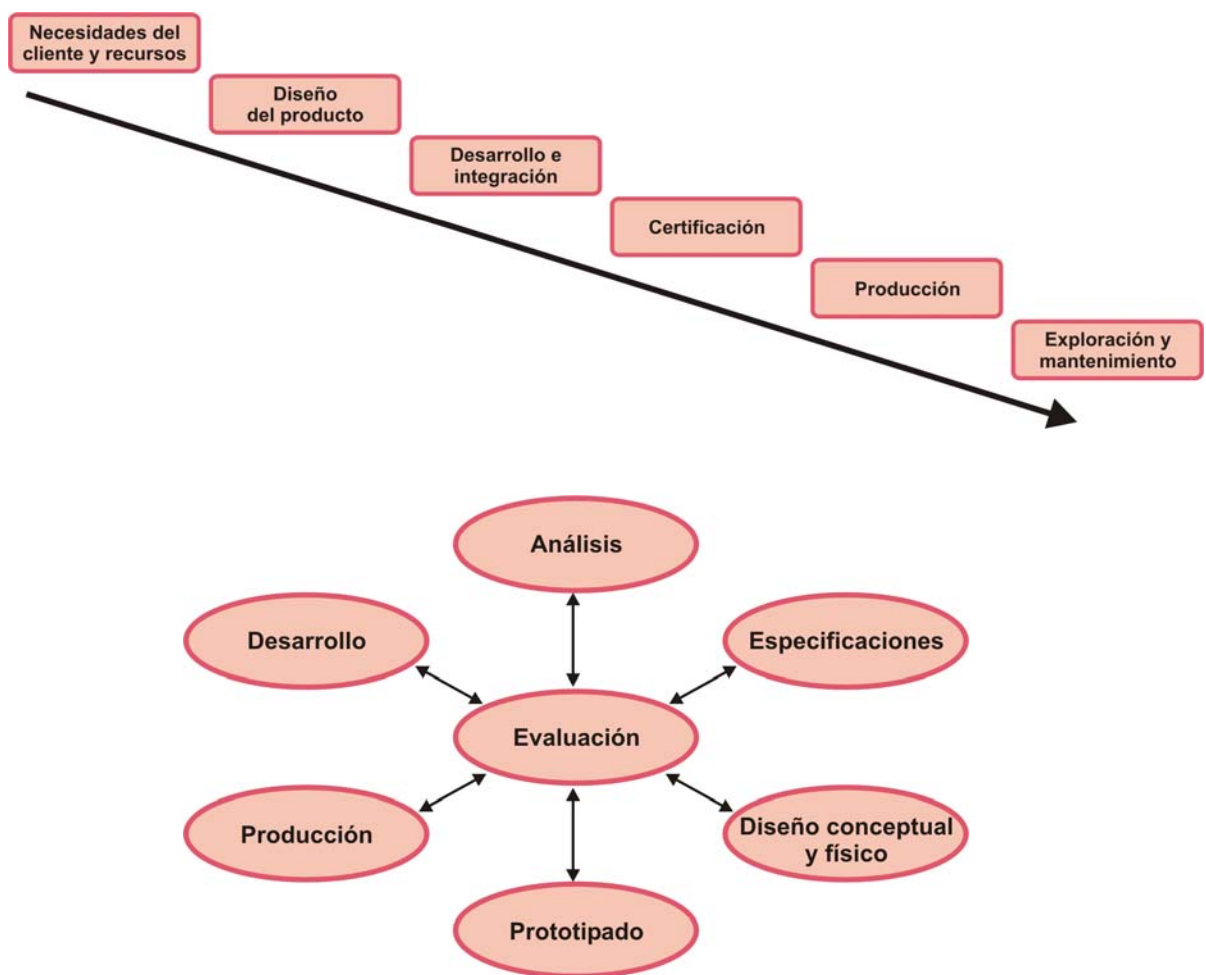 Necesidades del
cliente y recursos
Diseño
del producto
Desarrollo e
integración
Certificación
Producción
Exploración y
mantenimiento
Análisis
Desarrollo
Especificaciones
Evaluación
Producción
Diseño conceptual
y físico
Prototipado